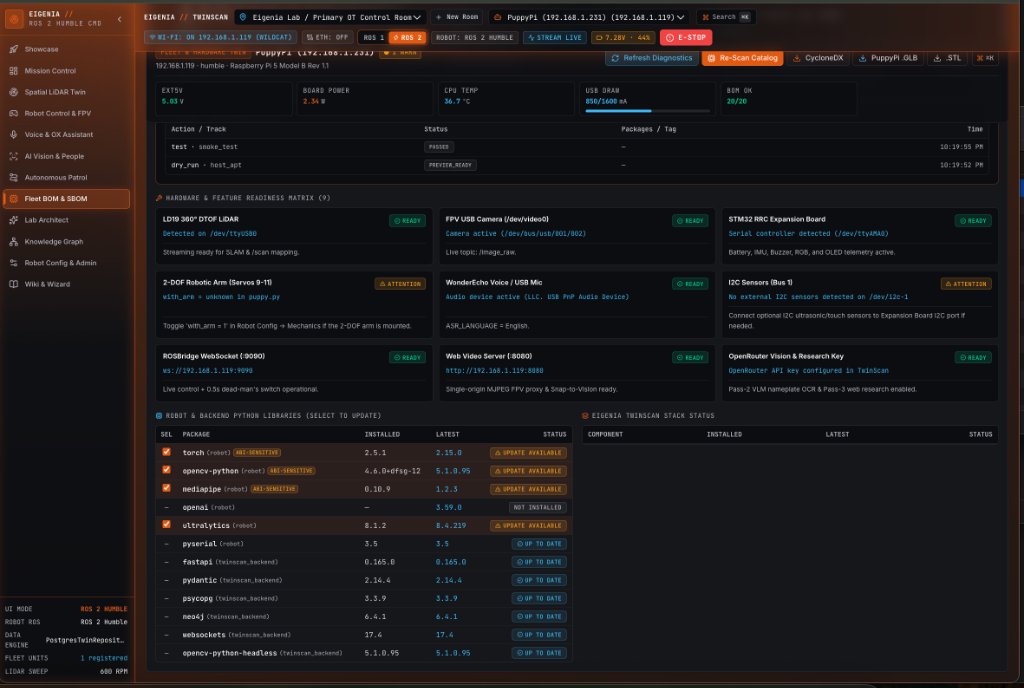 EIGENIA //
ROS 2 HUMBLE CMD
Showcase
Mission Control
Spatial LiDAR Twin
Robot Control & FPV
Voice & GX Assistant
AI Vision & People
Autonomous Patrol
Fleet BOM & SBOM
Lab Architect
Knowledge Graph
Robot Config & Admin
Wiki & Wizard
UI MODE ROS 2 HUMBLE
ROBOT ROS ROS 2 Humble
DATA ENGINE PostgresTwinReposit…
FLEET UNITS 1 registered
LIDAR SWEEP 600 RPM
EIGENIA // TWINSCAN Eigenia Lab / Primary OT Control Room + New Room PuppyPi (192.168.1.231) (192.168.1.119) Search ⌘K
WI-FI: ON 192.168.1.119 (WILDCAT) ETH: OFF ROS 1 ROS 2 ROBOT: ROS 2 HUMBLE STREAM LIVE 7.28V · 44% E-STOP
FLEET & HARDWARE TWIN PuppyPi (192.168.1.231) 1 WARN
192.168.1.119 · humble · Raspberry Pi 5 Model B Rev 1.1
Refresh Diagnostics Re-Scan Catalog CycloneDX PuppyPi .GLB .STL ⌘K
EXT5V BOARD POWER CPU TEMP USB DRAW BOM OK
5.03 V 2.34 W 36.7 °C 850/1600 mA 20/20
Action / Track Status Packages / Tag Time
test · smoke_test PASSED — 10:19:55 PM
dry_run · host_apt PREVIEW_READY — 10:19:52 PM
HARDWARE & FEATURE READINESS MATRIX (9)
LD19 360° DTOF LiDAR READY
Detected on /dev/ttyUSB0
Streaming ready for SLAM & /scan mapping.
FPV USB Camera (/dev/video0) READY
Camera active (/dev/bus/usb/001/002)
Live topic: /image_raw.
STM32 RRC Expansion Board READY
Serial controller detected (/dev/ttyAMA0)
Battery, IMU, Buzzer, RGB, and OLED telemetry active.
2-DOF Robotic Arm (Servos 9-11) ATTENTION
with_arm = unknown in puppy.py
Toggle 'with_arm = 1' in Robot Config → Mechanics if the 2-DOF arm is mounted.
WonderEcho Voice / USB Mic READY
Audio device active (LLC. USB PnP Audio Device)
ASR_LANGUAGE = English.
I2C Sensors (Bus 1) ATTENTION
No external I2C sensors detected on /dev/i2c-1
Connect optional I2C ultrasonic/touch sensors to Expansion Board I2C port if
needed.
ROSBridge WebSocket (:9090) READY
ws://192.168.1.119:9090
Live control + 0.5s dead-man's switch operational.
Web Video Server (:8080) READY
http://192.168.1.119:8080
Single-origin MJPEG FPV proxy & Snap-to-Vision ready.
OpenRouter Vision & Research Key READY
OpenRouter API key configured in TwinScan
Pass-2 VLM nameplate OCR & Pass-3 web research enabled.
ROBOT & BACKEND PYTHON LIBRARIES (SELECT TO UPDATE)
SEL PACKAGE INSTALLED LATEST STATUS
torch (robot) ABI-SENSITIVE 2.5.1 2.15.0 UPDATE AVAILABLE
opencv-python (robot) ABI-SENSITIVE 4.6.0+dfsg-12 5.1.0.95 UPDATE AVAILABLE
mediapipe (robot) ABI-SENSITIVE 0.10.9 1.2.3 UPDATE AVAILABLE
— openai (robot) — 3.59.0 NOT INSTALLED
ultralytics (robot) 8.1.2 8.4.219 UPDATE AVAILABLE
— pyserial (robot) 3.5 3.5 UP TO DATE
— fastapi (twinscan_backend) 0.165.0 0.165.0 UP TO DATE
— pydantic (twinscan_backend) 2.14.4 2.14.4 UP TO DATE
— psycopg (twinscan_backend) 3.3.9 3.3.9 UP TO DATE
— neo4j (twinscan_backend) 6.4.1 6.4.1 UP TO DATE
— websockets (twinscan_backend) 17.4 17.4 UP TO DATE
— opencv-python-headless (twinscan_backend) 5.1.0.95 5.1.0.95 UP TO DATE
EIGENIA TWINSCAN STACK STATUS
COMPONENT INSTALLED LATEST STATUS